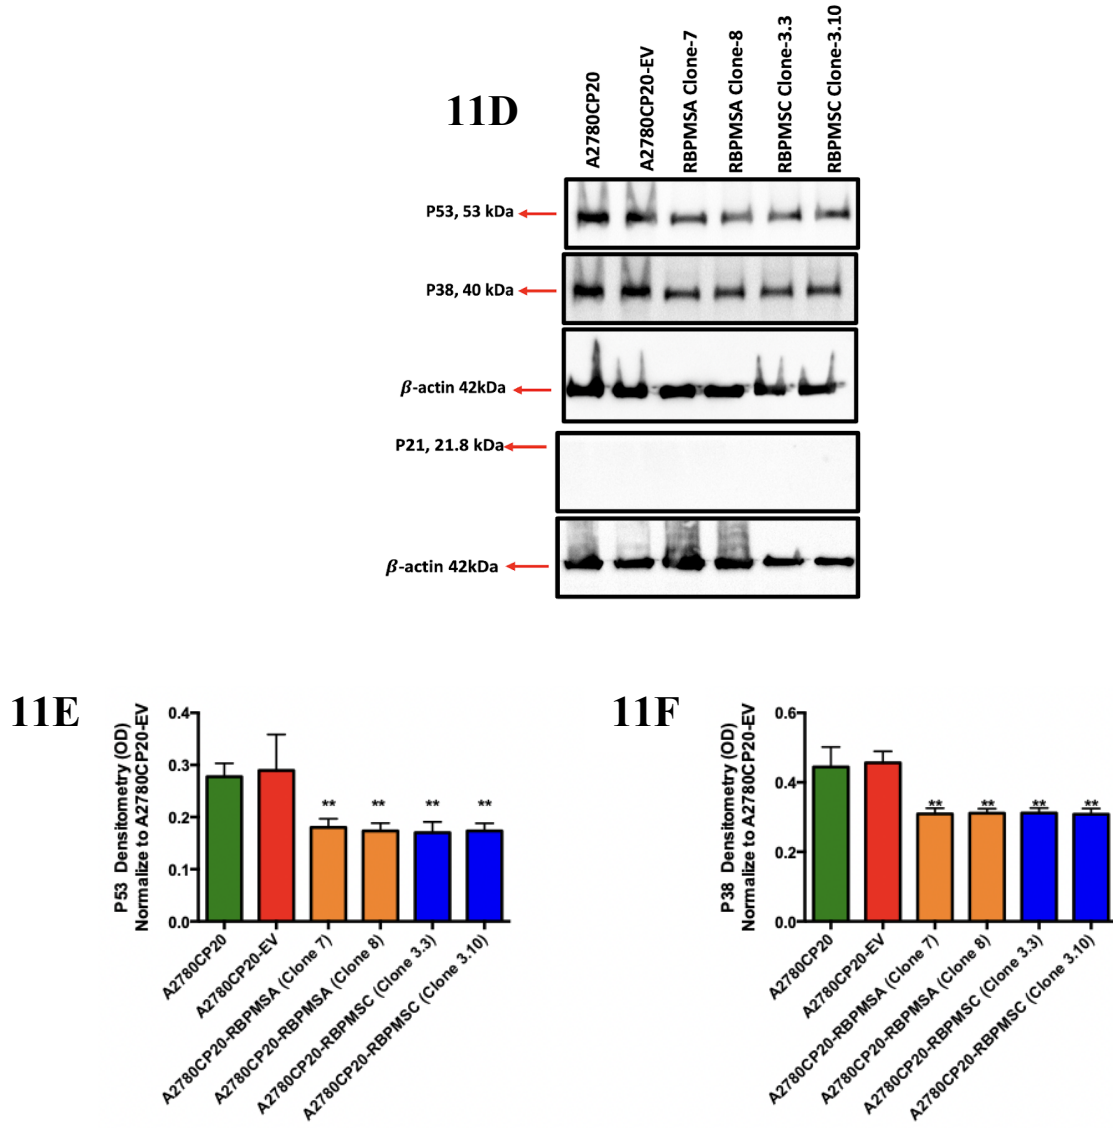 11D
A2780CP20
A2780CP20-EV
RBPMSA Clone-7
RBPMSA Clone-8
RBPMSC Clone-3.3
RBPMSC Clone-3.10
P53, 53 kDa
P38, 40 kDa
β-actin 42kDa
P21, 21.8 kDa
β-actin 42kDa
11E
P53 Densitometry (OD)
Normalize to A2780CP20-EV
0.4
0.3
0.2
0.1
0.0
**
**
**
**
A2780CP20
A2780CP20-EV
A2780CP20-RBPMSA (Clone 7)
A2780CP20-RBPMSA (Clone 8)
A2780CP20-RBPMSC (Clone 3.3)
A2780CP20-RBPMSC (Clone 3.10)
11F
P38 Densitometry (OD)
Normalize to A2780CP20-EV
0.6
0.4
0.2
0.0
**
**
**
**
A2780CP20
A2780CP20-EV
A2780CP20-RBPMSA (Clone 7)
A2780CP20-RBPMSA (Clone 8)
A2780CP20-RBPMSC (Clone 3.3)
A2780CP20-RBPMSC (Clone 3.10)